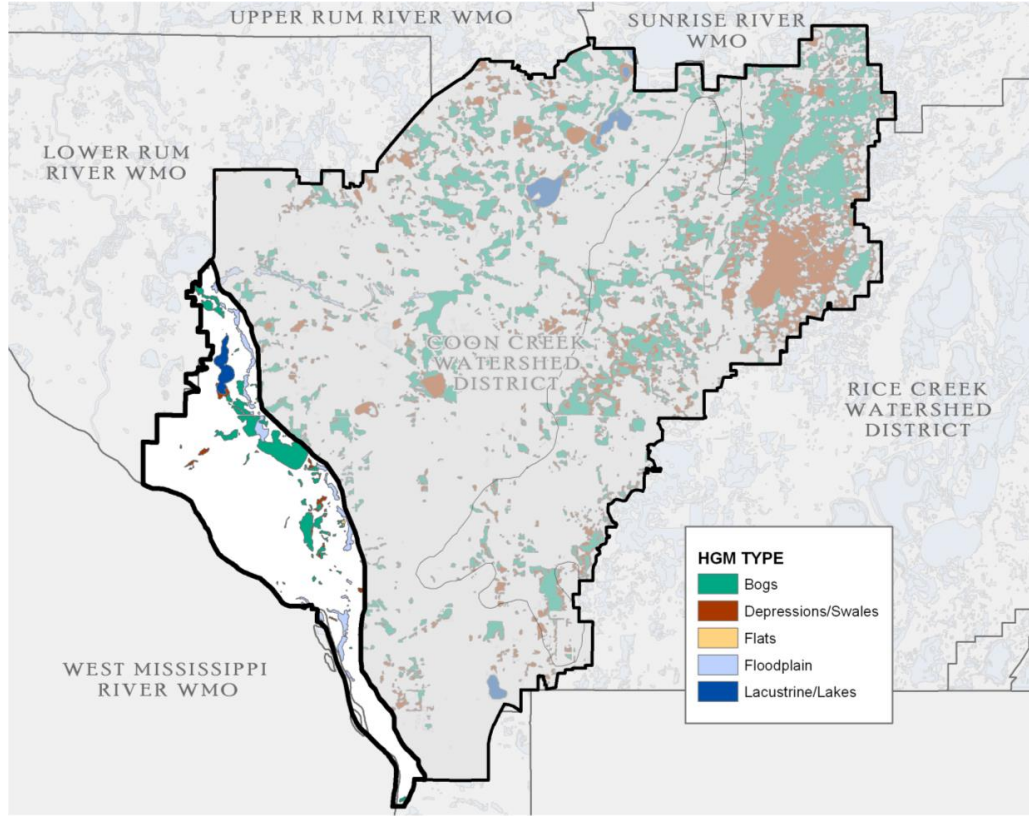 UPPER RUM RIVER WMO
SUNRISE RIVER
WMO
LOWER RUM
RIVER WMO
COON CREEK
WATERSHED
DISTRICT
RICE CREEK
WATERSHED
DISTRICT
WEST MISSISSIPPI
RIVER WMO
HGM TYPE
Bogs
Depressions/Swales
Flats
Floodplain
Lacustrine/Lakes